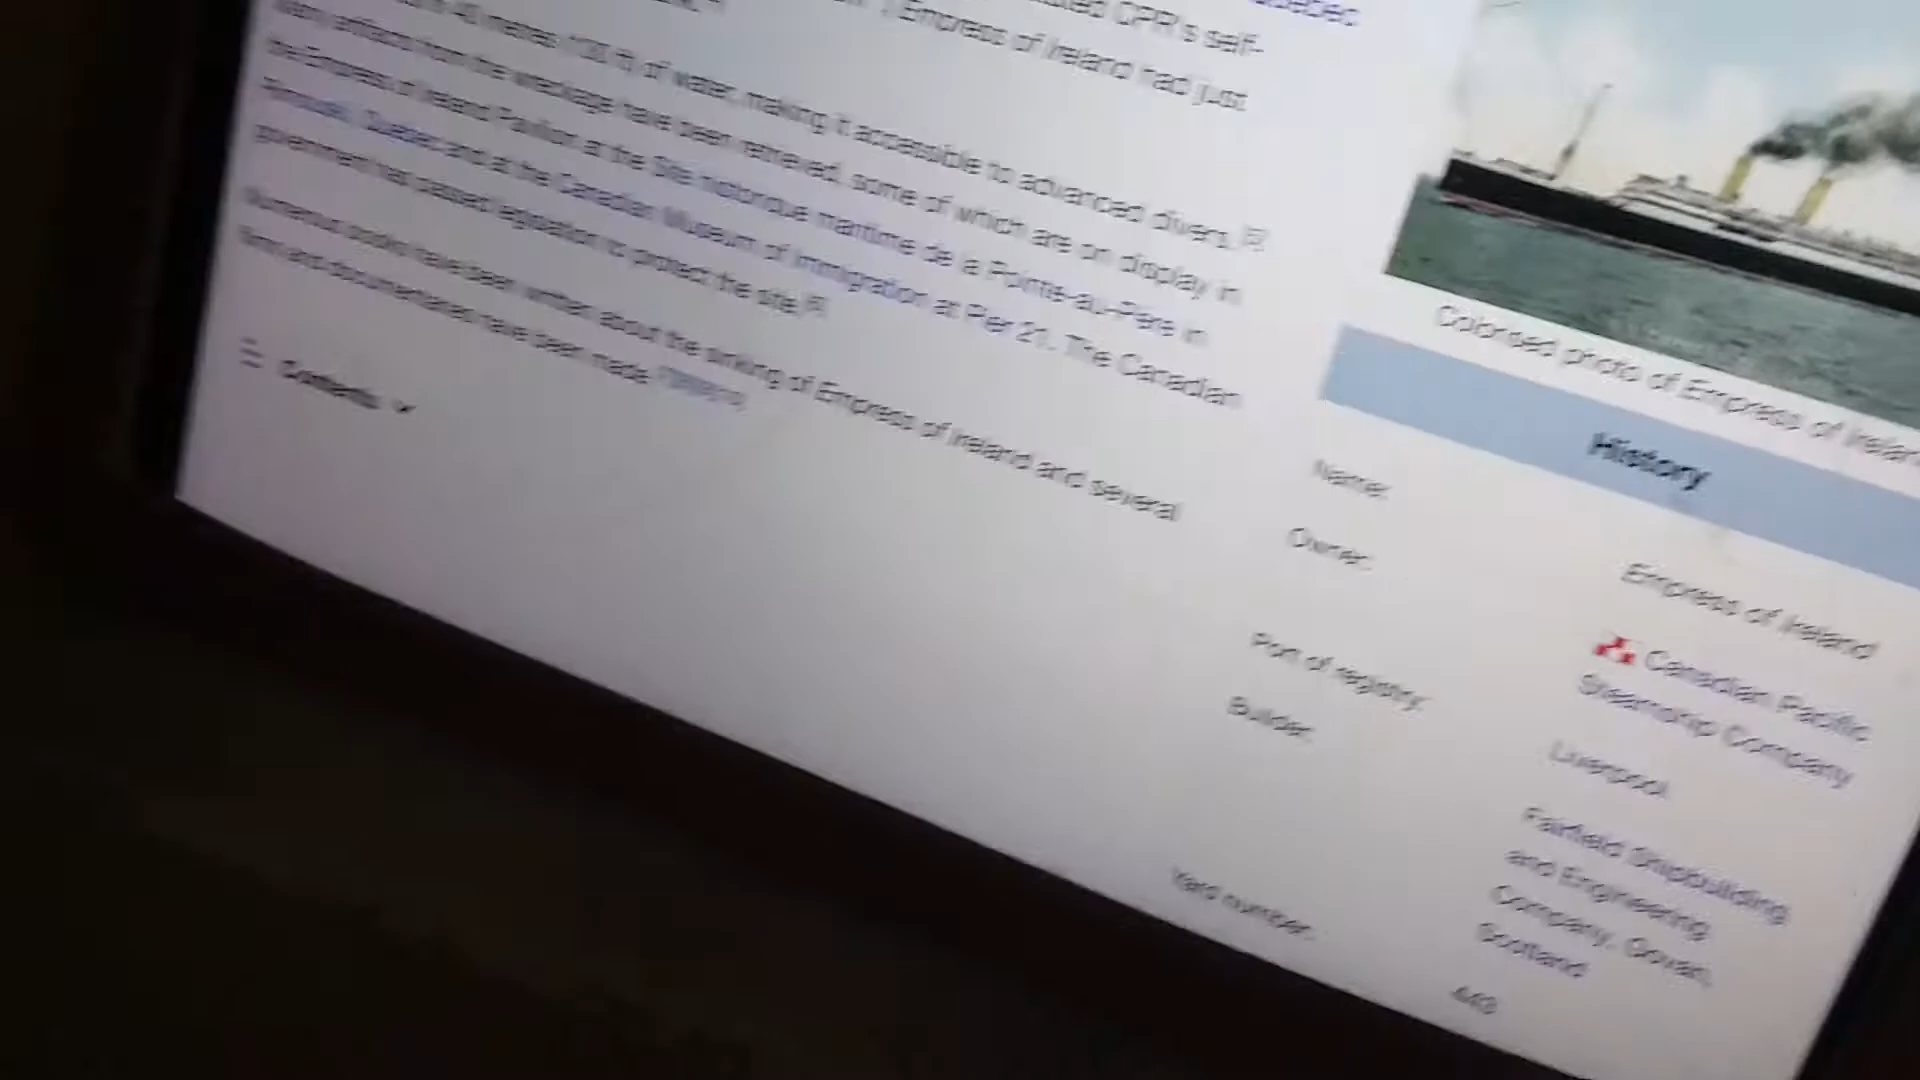 Quebec
CPR's self-
Empress of Ireland had just
40 metres (130 ft) of water, making it accessible to advanced divers.
Many artifacts from the wreckage have been retrieved, some of which are on display in
the Empress of Ireland Pavilion at the Site historique maritime de la Pointe-au-Père in
Rimouski, Quebec and at the Canadian Museum of Immigration at Pier 21. The Canadian
government has passed legislation to protect the site.
Numerous books have been written about the sinking of Empress of Ireland and several
film and documentaries have been made
Contents
Colorised photo of Empress of
History
Name: Empress of Ireland
Owner: Canadian Pacific
Steamship Company
Port of registry: Liverpool
Builder: Fairfield Shipbuilding
and Engineering
Company, Govan,
Scotland
Yard number: 443